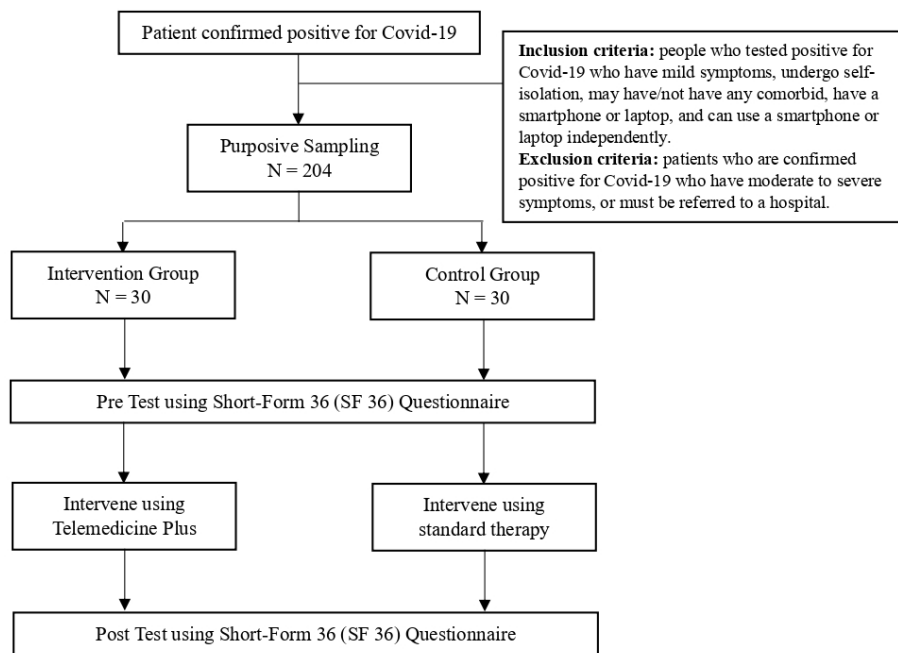 Patient confirmed positive for Covid-19
Inclusion criteria: people who tested positive for
Covid-19 who have mild symptoms, undergo self-
isolation, may have/not have any comorbid, have a
smartphone or laptop, and can use a smartphone or
laptop independently.
Exclusion criteria: patients who are confirmed
positive for Covid-19 who have moderate to severe
symptoms, or must be referred to a hospital.
Purposive Sampling
N = 204
Intervention Group
N = 30
Control Group
N = 30
Pre Test using Short-Form 36 (SF 36) Questionnaire
Intervene using
Telemedicine Plus
Intervene using
standard therapy
Post Test using Short-Form 36 (SF 36) Questionnaire